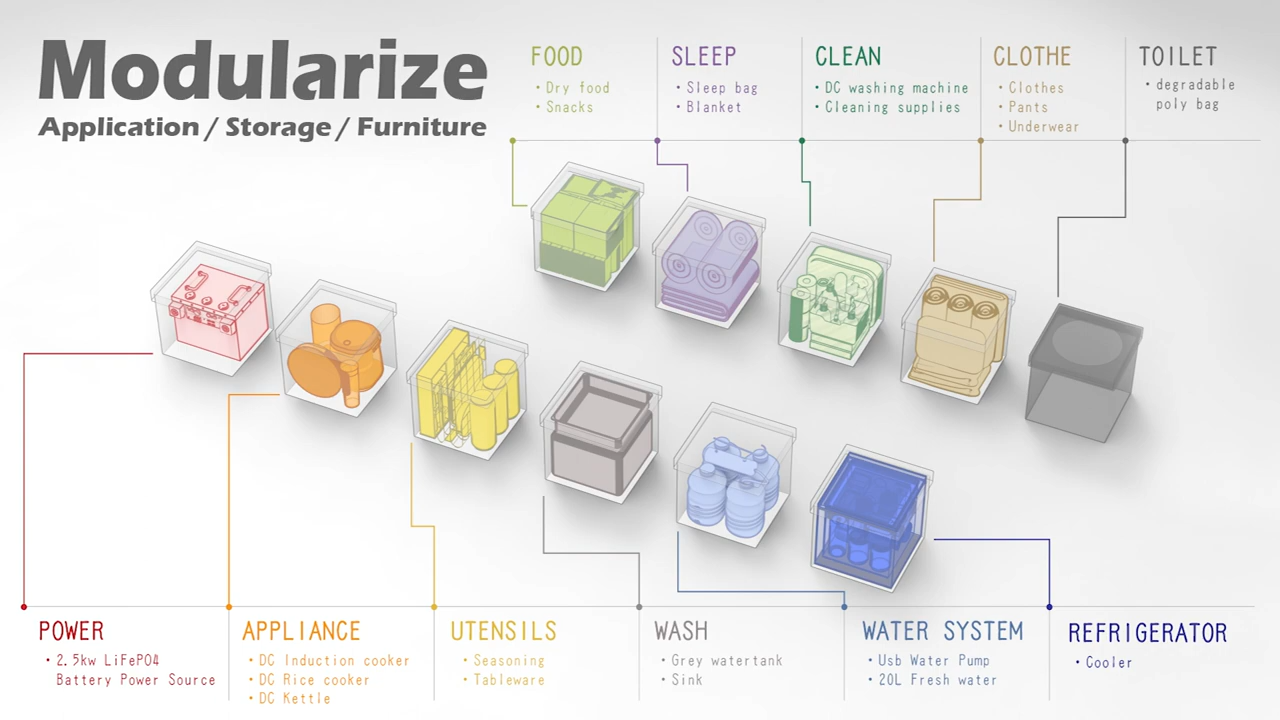 Modularize
Application / Storage / Furniture
FOOD
・Dry food
・Snacks
SLEEP
・Sleep bag
・Blanket
CLEAN
・DC washing machine
・Cleaning supplies
CLOTHE
・Clothes
・Pants
・Underwear
TOILET
・degradable
poly bag
POWER
・2.5kw LiFePO4
Battery Power Source
APPLIANCE
・DC Induction cooker
・DC Rice cooker
・DC Kettle
UTENSILS
・Seasoning
・Tableware
WASH
・Grey watertank
・Sink
WATER SYSTEM
・Usb Water Pump
・20L Fresh water
REFRIGERATOR
・Cooler